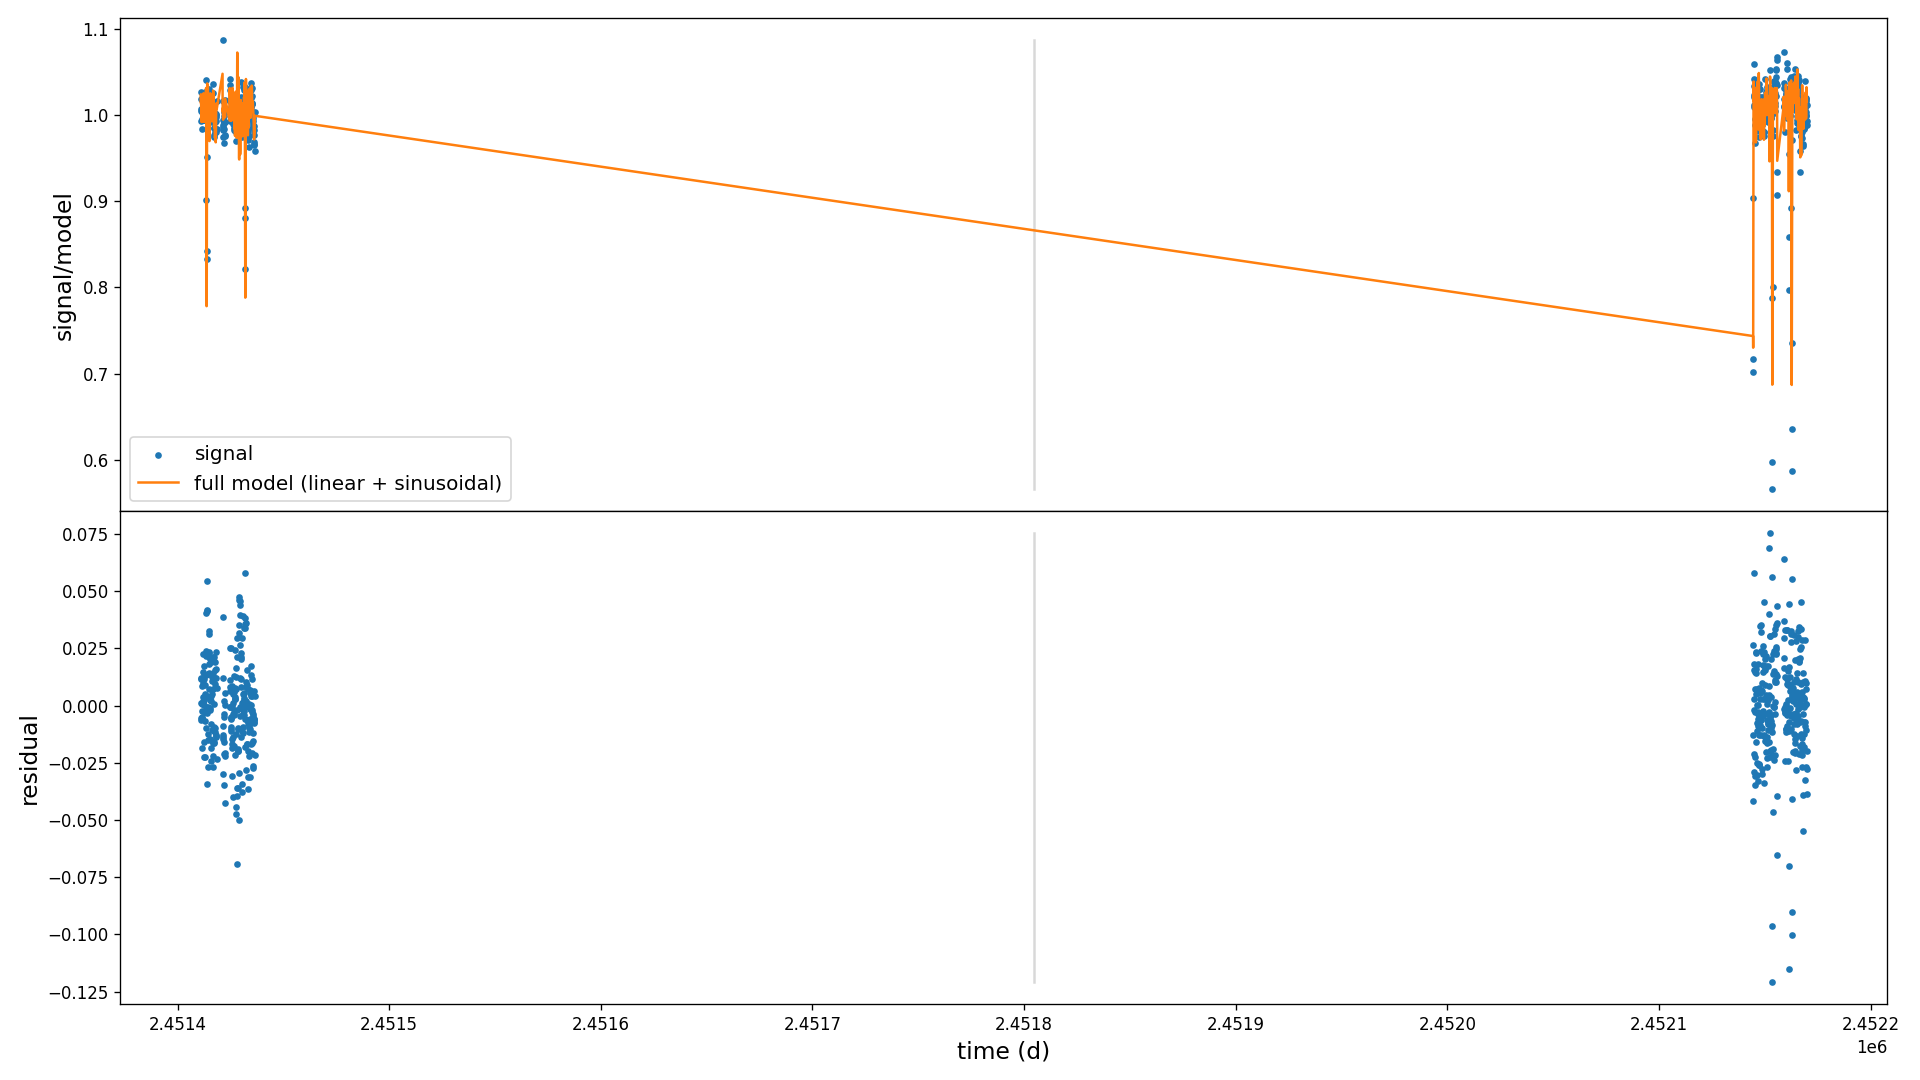 1.1
1.0
0.9
0.8
0.7
0.6
signal/model
signal
full model (linear + sinusoidal)
0.075
0.050
0.025
0.000
−0.025
−0.050
−0.075
−0.100
−0.125
residual
2.4514 2.4515 2.4516 2.4517 2.4518 2.4519 2.4520 2.4521 2.4522
1e6
time (d)